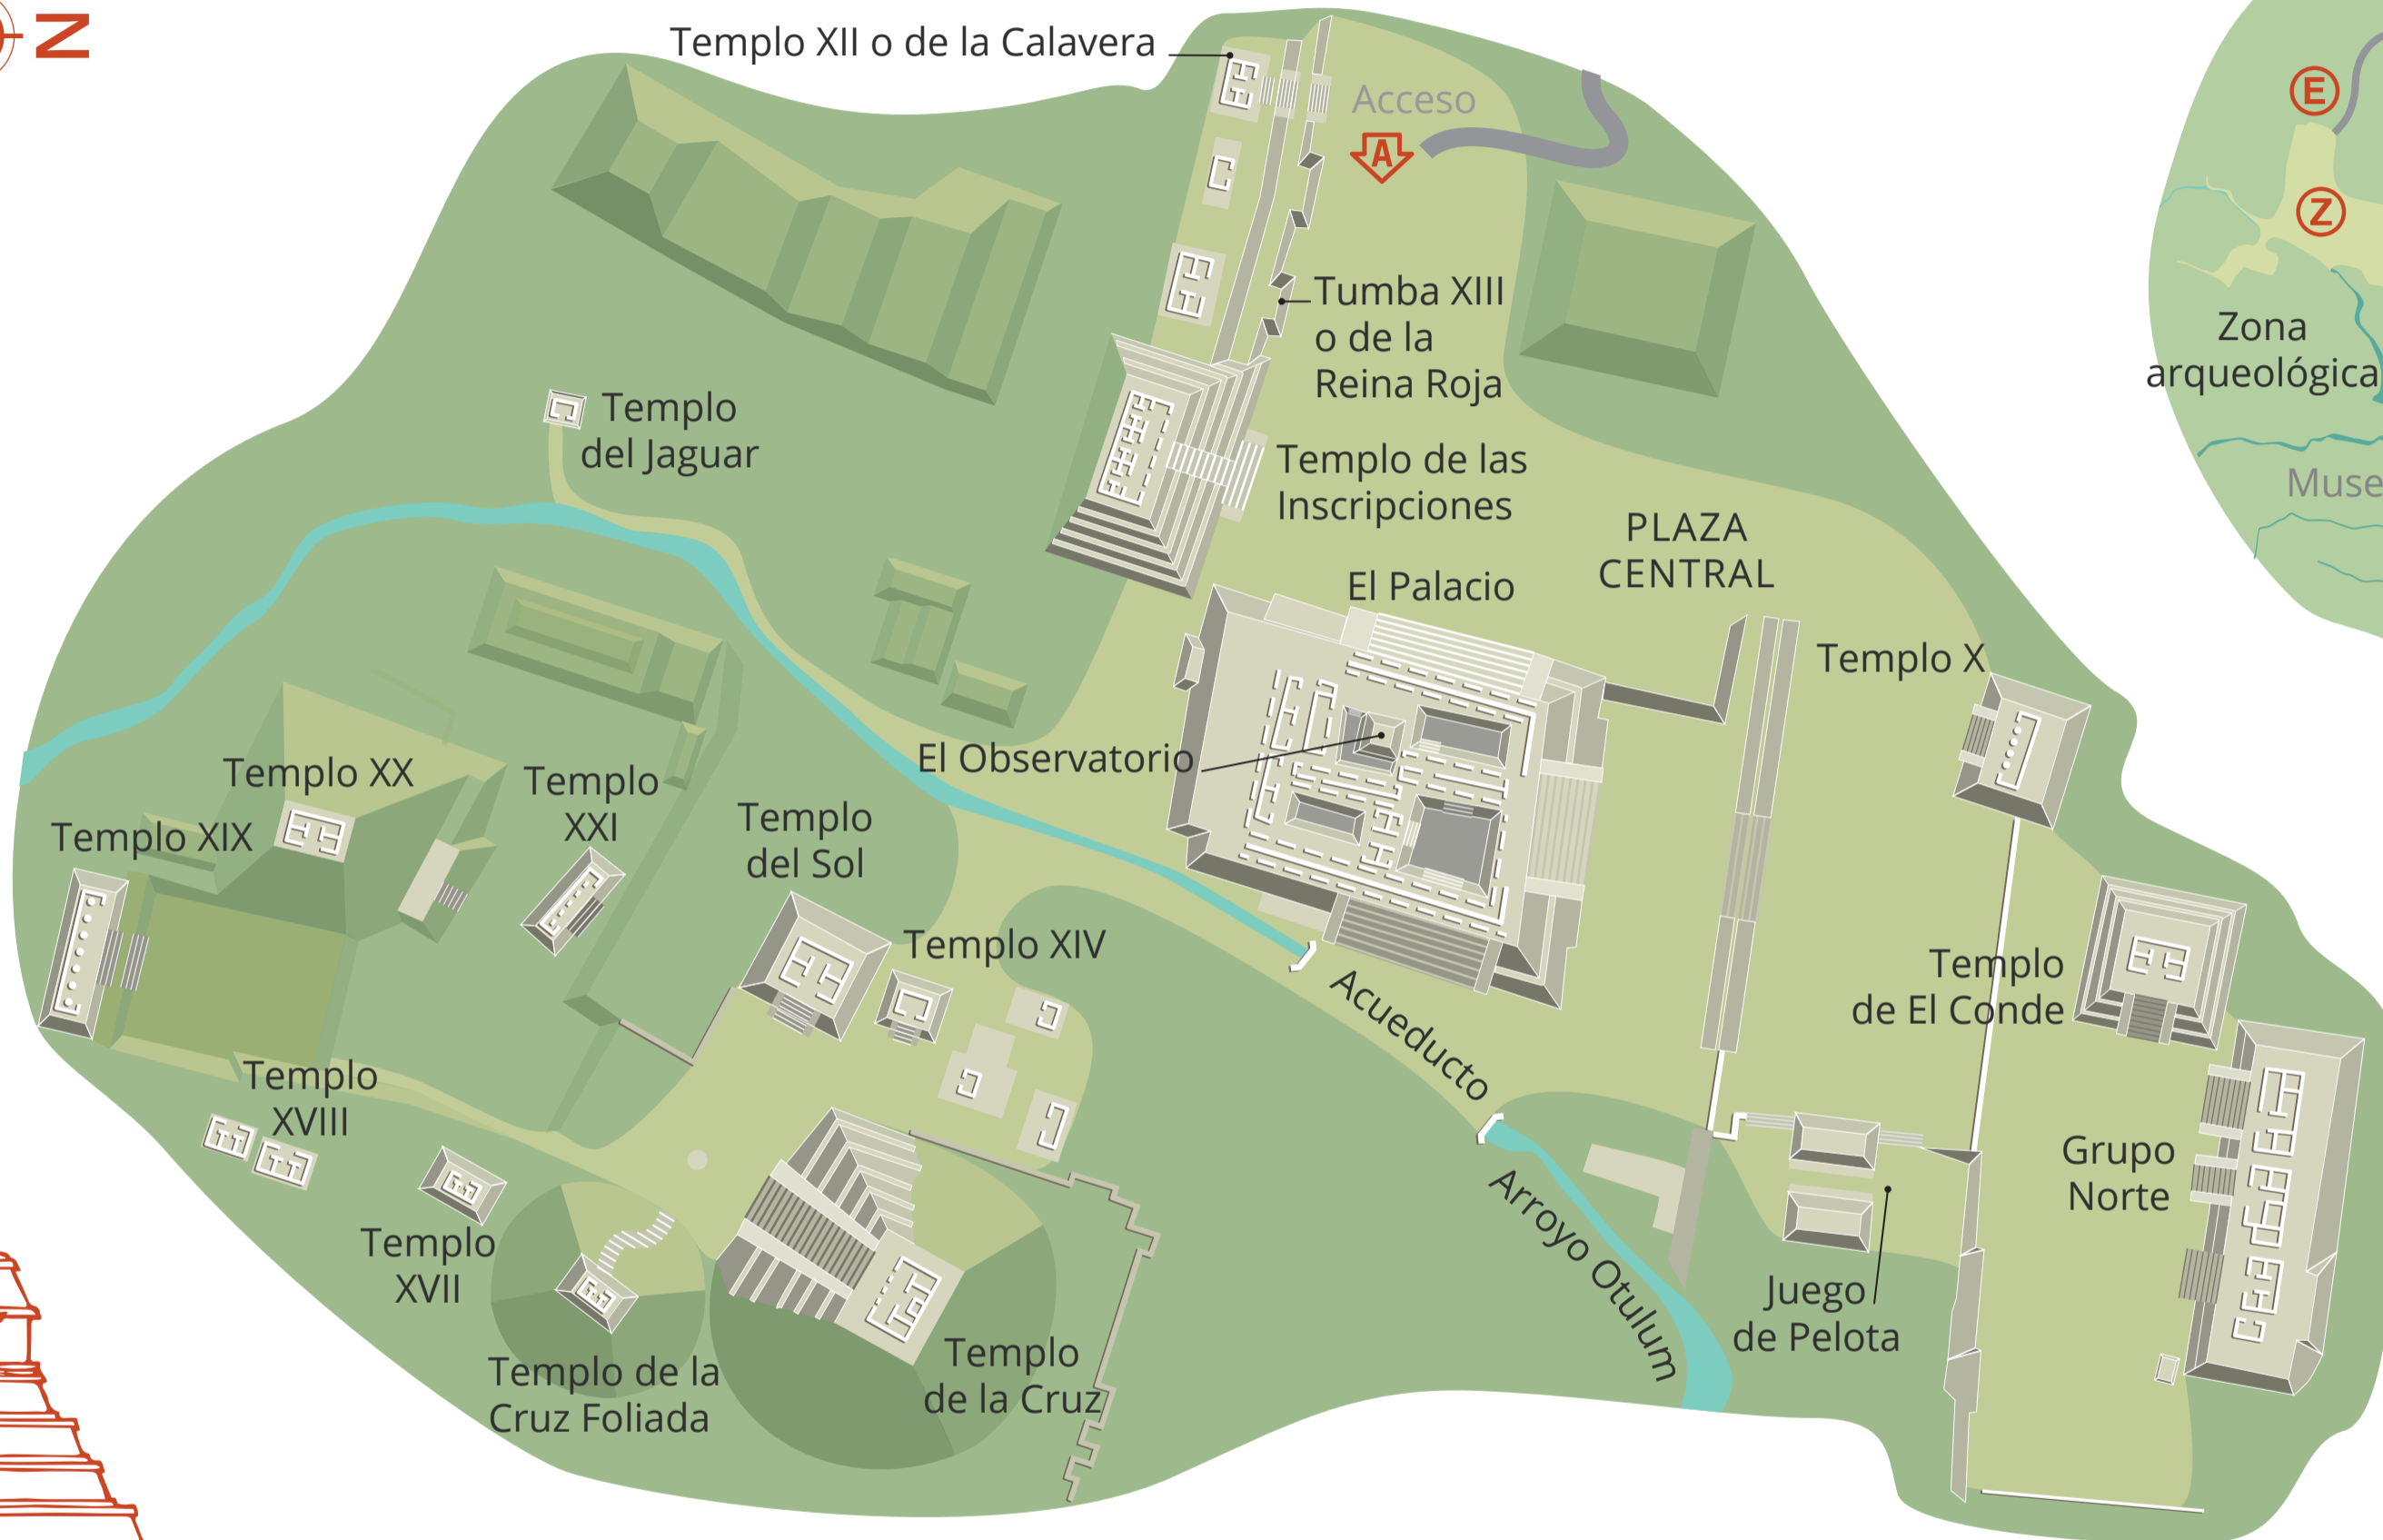 N
Templo XII o de la Calavera
Acceso
A
E
Z
Zona
arqueológica
Tumba XIII
o de la
Reina Roja
Templo
del Jaguar
Templo de las
Inscripciones
Muse
PLAZA
CENTRAL
El Palacio
Templo X
El Observatorio
Templo XX
Templo
XXI
Templo XIX
Templo
del Sol
Templo XIV
Templo
de El Conde
Acueducto
Templo
XVIII
Grupo
Norte
Arroyo Otulum
Templo
XVII
Juego
de Pelota
Templo de la
Cruz Foliada
Templo
de la Cruz